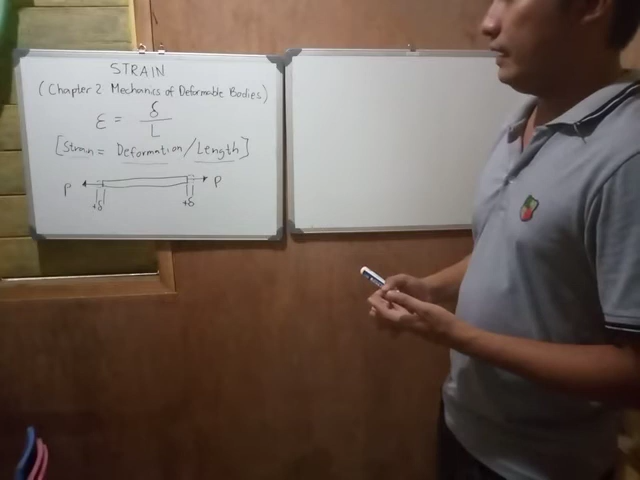 STRAIN
(Chapter 2 Mechanics of Deformable Bodies)
ε = δ / L
[Strain = Deformation / Length]
P P
+δ +δ